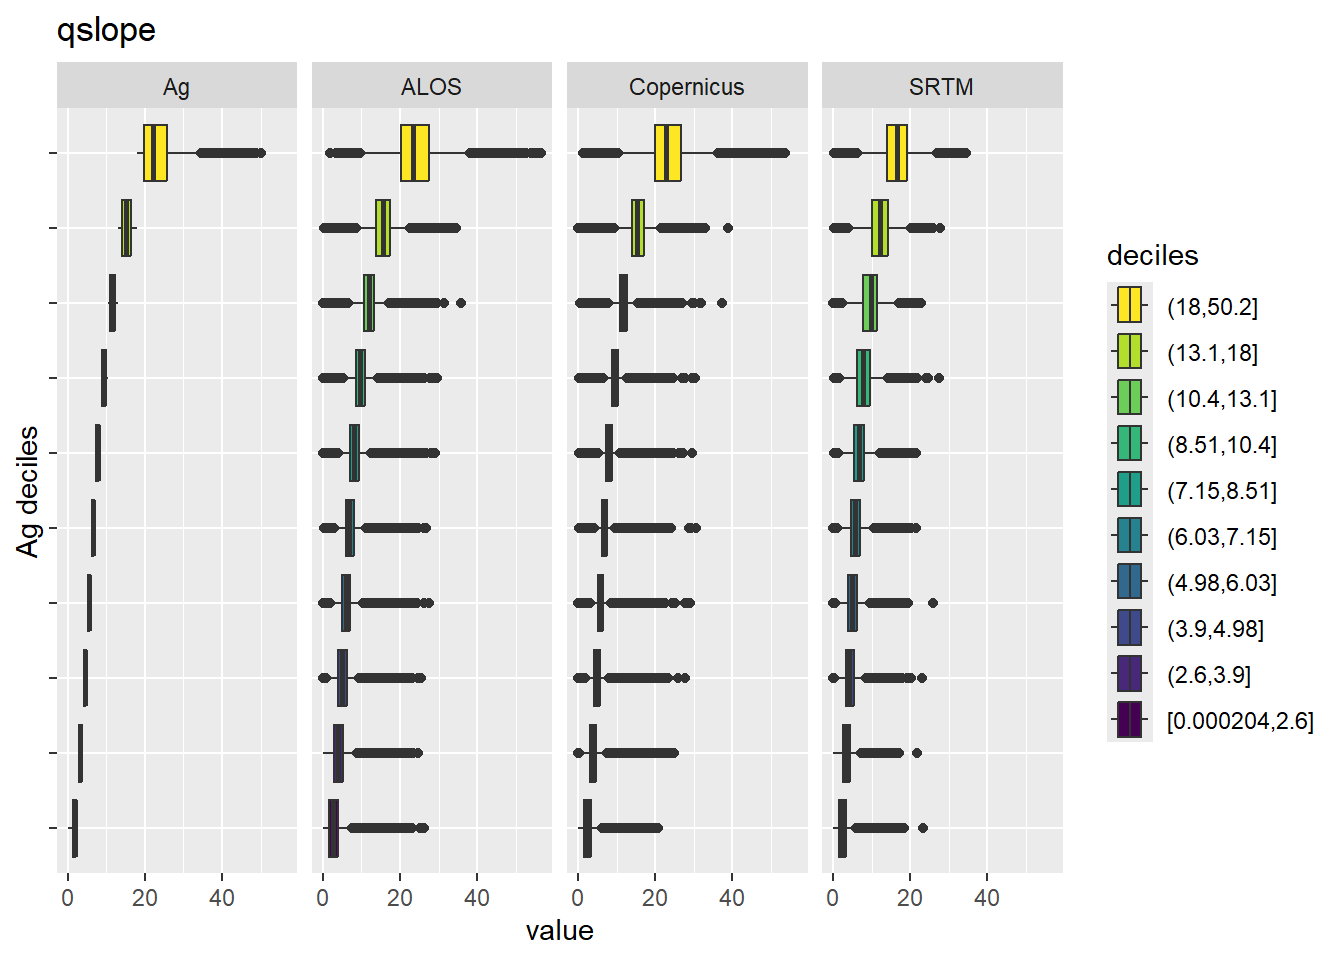 qslope
Ag
ALOS
Copernicus
SRTM
Ag deciles
0
20
40
0
20
40
0
20
40
0
20
40
value
deciles
(18,50.2]
(13.1,18]
(10.4,13.1]
(8.51,10.4]
(7.15,8.51]
(6.03,7.15]
(4.98,6.03]
(3.9,4.98]
(2.6,3.9]
[0.000204,2.6]